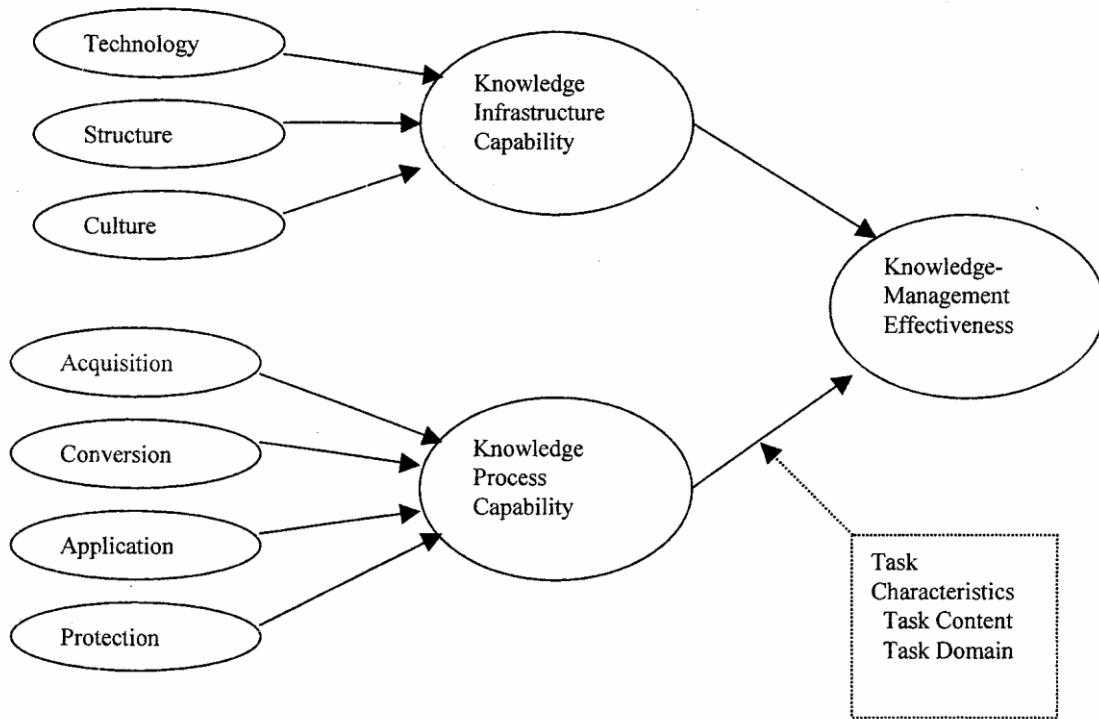 Technology
Structure
Culture
Knowledge
Infrastructure
Capability
Knowledge-
Management
Effectiveness
Acquisition
Conversion
Application
Protection
Knowledge
Process
Capability
Task
Characteristics
Task Content
Task Domain